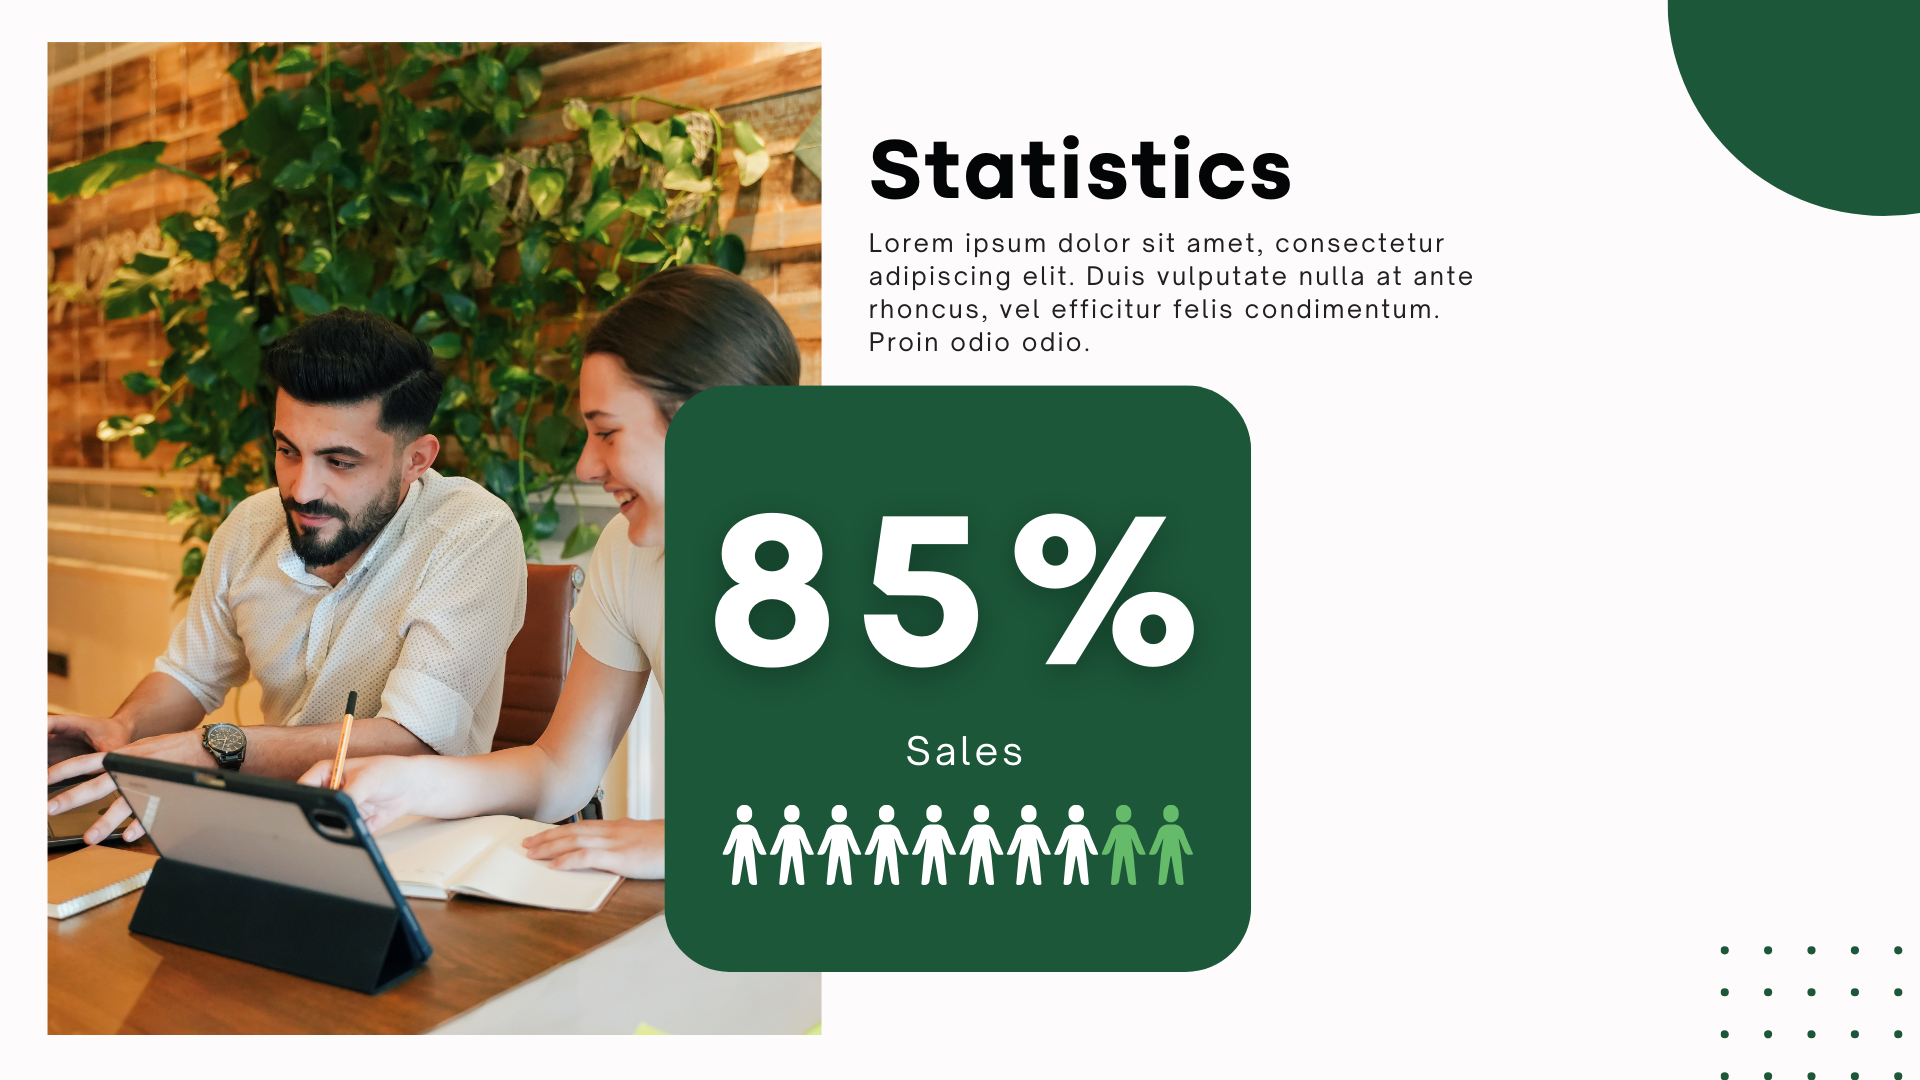 Statistics
Lorem ipsum dolor sit amet, consectetur
adipiscing elit. Duis vulputate nulla at ante
rhoncus, vel efficitur felis condimentum.
Proin odio odio.
85%
Sales